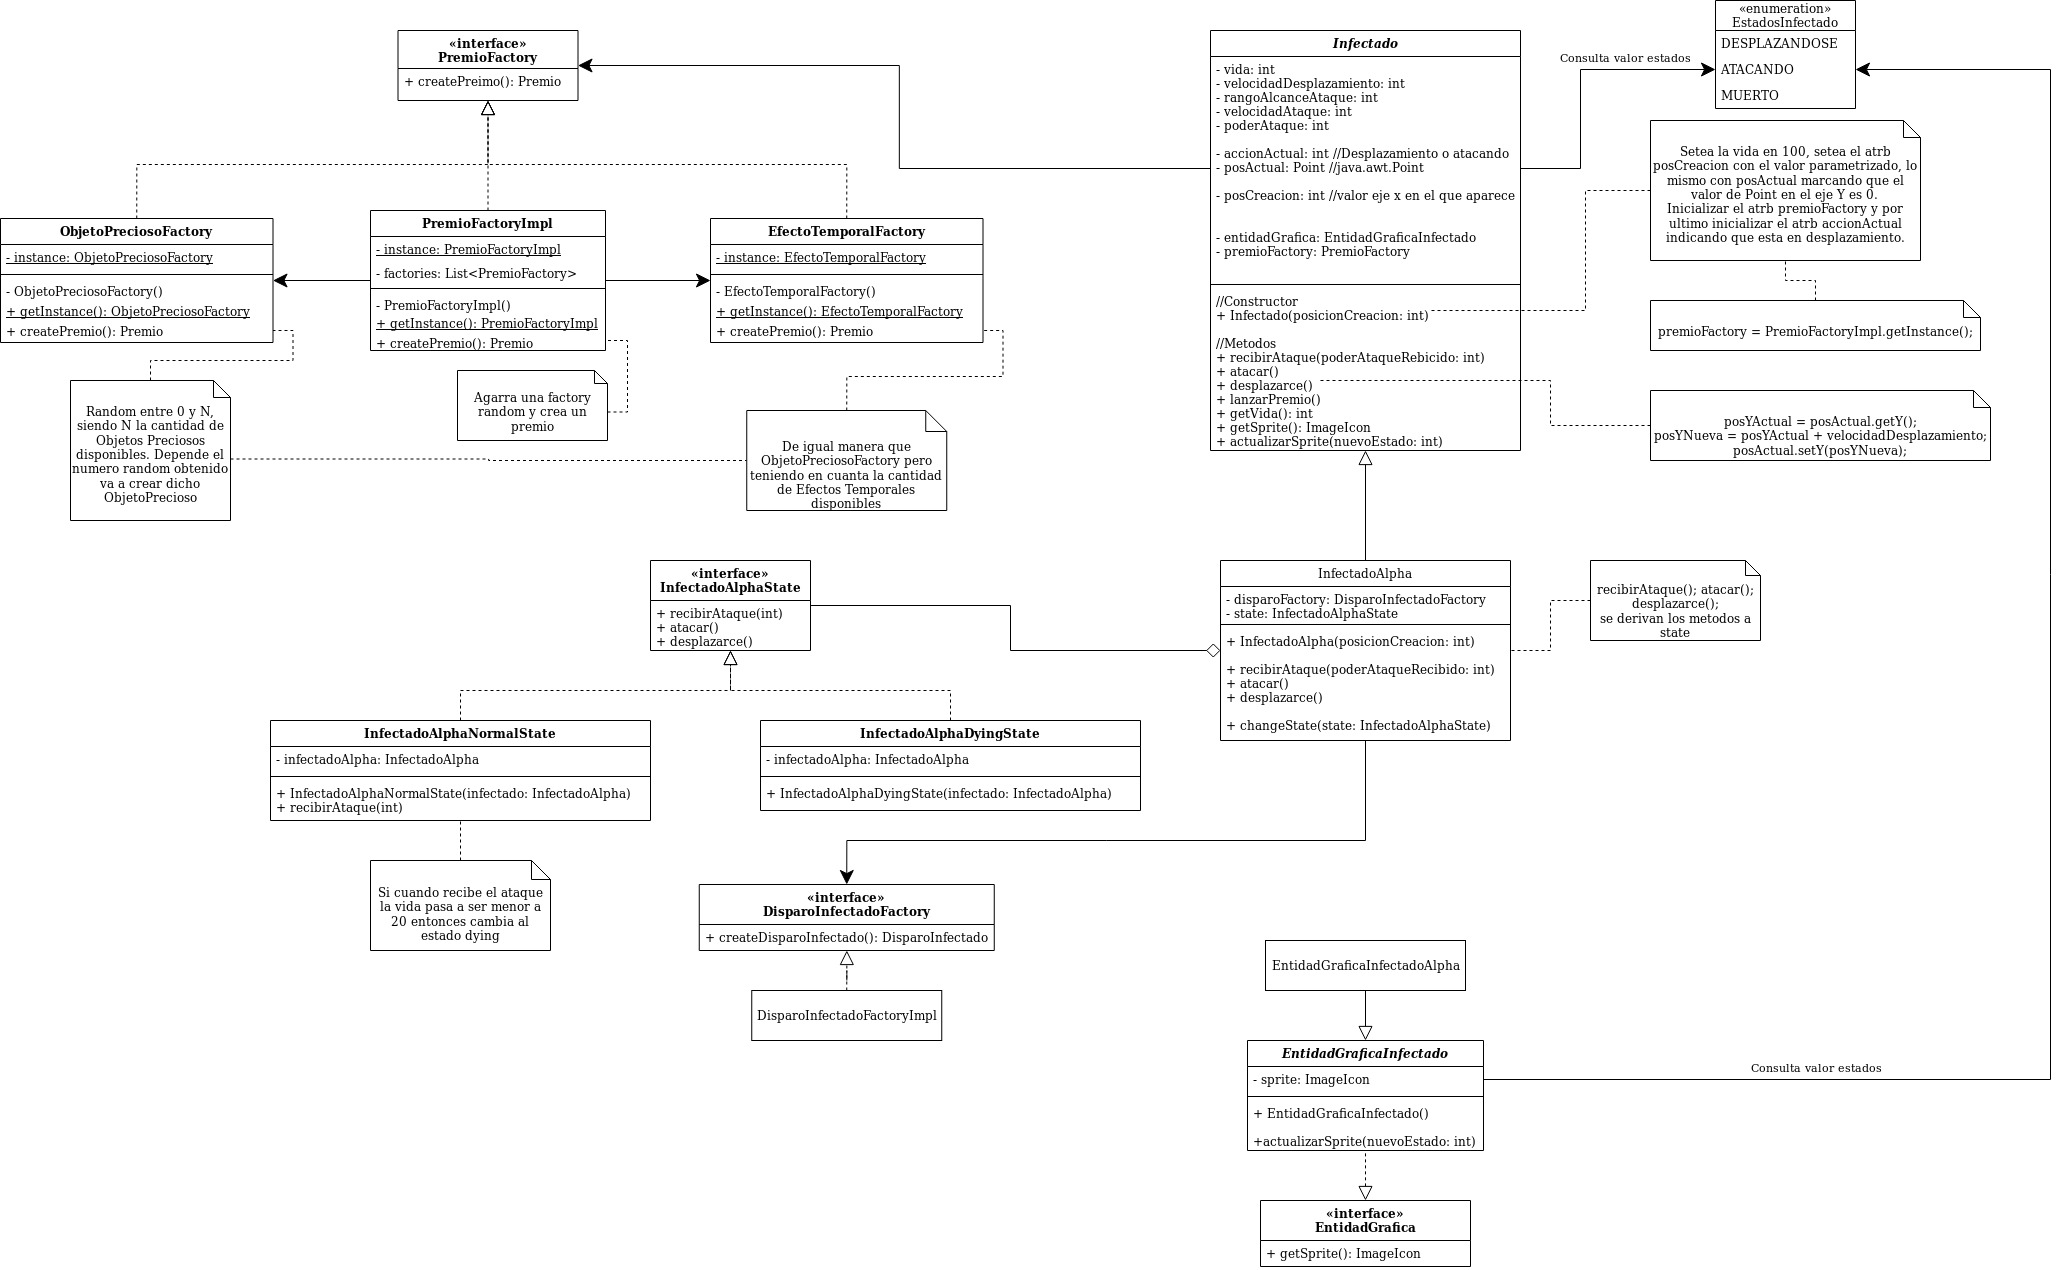 «interface»
PremioFactory
+ createPreimo(): Premio
Infectado
- vida: int
- velocidadDesplazamiento: int
- rangoAlcanceAtaque: int
- velocidadAtaque: int
- poderAtaque: int
- accionActual: int //Desplazamiento o atacando
- posActual: Point //java.awt.Point
- posCreacion: int //valor eje x en el que aparece
- entidadGrafica: EntidadGraficaInfectado
- premioFactory: PremioFactory
//Constructor
+ Infectado(posicionCreacion: int)
//Metodos
+ recibirAtaque(poderAtaqueRebicido: int)
+ atacar()
+ desplazarce()
+ lanzarPremio()
+ getVida(): int
+ getSprite(): ImageIcon
+ actualizarSprite(nuevoEstado: int)
Consulta valor estados
«enumeration»
EstadosInfectado
DESPLAZANDOSE
ATACANDO
MUERTO
Setea la vida en 100, setea el atrb
posCreacion con el valor parametrizado, lo
mismo con posActual marcando que el
valor de Point en el eje Y es 0.
Inicializar el atrb premioFactory y por
ultimo inicializar el atrb accionActual
indicando que esta en desplazamiento.
premioFactory = PremioFactoryImpl.getInstance();
posYActual = posActual.getY();
posYNueva = posYActual + velocidadDesplazamiento;
posActual.setY(posYNueva);
ObjetoPreciosoFactory
- instance: ObjetoPreciosoFactory
- ObjetoPreciosoFactory()
+ getInstance(): ObjetoPreciosoFactory
+ createPremio(): Premio
PremioFactoryImpl
- instance: PremioFactoryImpl
- factories: List<PremioFactory>
- PremioFactoryImpl()
+ getInstance(): PremioFactoryImpl
+ createPremio(): Premio
EfectoTemporalFactory
- instance: EfectoTemporalFactory
- EfectoTemporalFactory()
+ getInstance(): EfectoTemporalFactory
+ createPremio(): Premio
Random entre 0 y N,
siendo N la cantidad de
Objetos Preciosos
disponibles. Depende el
numero random obtenido
va a crear dicho
ObjetoPrecioso
Agarra una factory
random y crea un
premio
De igual manera que
ObjetoPreciosoFactory pero
teniendo en cuanta la cantidad
de Efectos Temporales
disponibles
«interface»
InfectadoAlphaState
+ recibirAtaque(int)
+ atacar()
+ desplazarce()
InfectadoAlpha
- disparoFactory: DisparoInfectadoFactory
- state: InfectadoAlphaState
+ InfectadoAlpha(posicionCreacion: int)
+ recibirAtaque(poderAtaqueRecibido: int)
+ atacar()
+ desplazarce()
+ changeState(state: InfectadoAlphaState)
recibirAtaque(); atacar();
desplazarce();
se derivan los metodos a
state
InfectadoAlphaNormalState
- infectadoAlpha: InfectadoAlpha
+ InfectadoAlphaNormalState(infectado: InfectadoAlpha)
+ recibirAtaque(int)
InfectadoAlphaDyingState
- infectadoAlpha: InfectadoAlpha
+ InfectadoAlphaDyingState(infectado: InfectadoAlpha)
Si cuando recibe el ataque
la vida pasa a ser menor a
20 entonces cambia al
estado dying
«interface»
DisparoInfectadoFactory
+ createDisparoInfectado(): DisparoInfectado
DisparoInfectadoFactoryImpl
EntidadGraficaInfectadoAlpha
EntidadGraficaInfectado
- sprite: ImageIcon
+ EntidadGraficaInfectado()
+actualizarSprite(nuevoEstado: int)
Consulta valor estados
«interface»
EntidadGrafica
+ getSprite(): ImageIcon